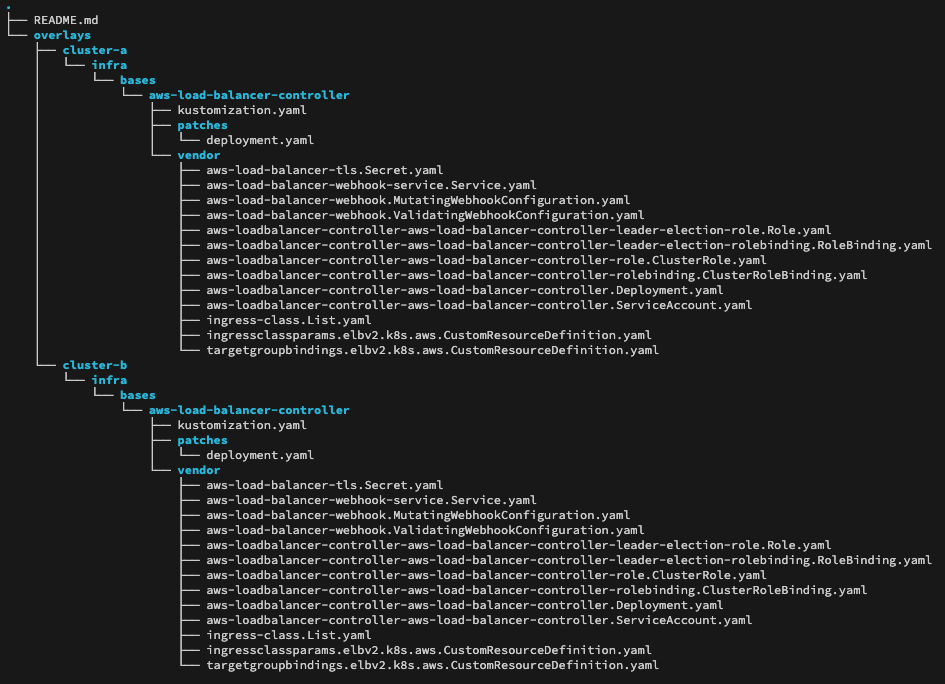 .
├── README.md
└── overlays
    ├── cluster-a
    │   └── infra
    │       └── bases
    │           └── aws-load-balancer-controller
    │               ├── kustomization.yaml
    │               ├── patches
    │               │   └── deployment.yaml
    │               └── vendor
    │                   ├── aws-load-balancer-tls.Secret.yaml
    │                   ├── aws-load-balancer-webhook-service.Service.yaml
    │                   ├── aws-load-balancer-webhook.MutatingWebhookConfiguration.yaml
    │                   ├── aws-load-balancer-webhook.ValidatingWebhookConfiguration.yaml
    │                   ├── aws-loadbalancer-controller-aws-load-balancer-controller-leader-election-role.Role.yaml
    │                   ├── aws-loadbalancer-controller-aws-load-balancer-controller-leader-election-rolebinding.RoleBinding.yaml
    │                   ├── aws-loadbalancer-controller-aws-load-balancer-controller-role.ClusterRole.yaml
    │                   ├── aws-loadbalancer-controller-aws-load-balancer-controller-rolebinding.ClusterRoleBinding.yaml
    │                   ├── aws-loadbalancer-controller-aws-load-balancer-controller.Deployment.yaml
    │                   ├── aws-loadbalancer-controller-aws-load-balancer-controller.ServiceAccount.yaml
    │                   ├── ingress-class.List.yaml
    │                   ├── ingressclassparams.elbv2.k8s.aws.CustomResourceDefinition.yaml
    │                   └── targetgroupbindings.elbv2.k8s.aws.CustomResourceDefinition.yaml
    └── cluster-b
        └── infra
            └── bases
                └── aws-load-balancer-controller
                    ├── kustomization.yaml
                    ├── patches
                    │   └── deployment.yaml
                    └── vendor
                        ├── aws-load-balancer-tls.Secret.yaml
                        ├── aws-load-balancer-webhook-service.Service.yaml
                        ├── aws-load-balancer-webhook.MutatingWebhookConfiguration.yaml
                        ├── aws-load-balancer-webhook.ValidatingWebhookConfiguration.yaml
                        ├── aws-loadbalancer-controller-aws-load-balancer-controller-leader-election-role.Role.yaml
                        ├── aws-loadbalancer-controller-aws-load-balancer-controller-leader-election-rolebinding.RoleBinding.yaml
                        ├── aws-loadbalancer-controller-aws-load-balancer-controller-role.ClusterRole.yaml
                        ├── aws-loadbalancer-controller-aws-load-balancer-controller-rolebinding.ClusterRoleBinding.yaml
                        ├── aws-loadbalancer-controller-aws-load-balancer-controller.Deployment.yaml
                        ├── aws-loadbalancer-controller-aws-load-balancer-controller.ServiceAccount.yaml
                        ├── ingress-class.List.yaml
                        ├── ingressclassparams.elbv2.k8s.aws.CustomResourceDefinition.yaml
                        └── targetgroupbindings.elbv2.k8s.aws.CustomResourceDefinition.yaml